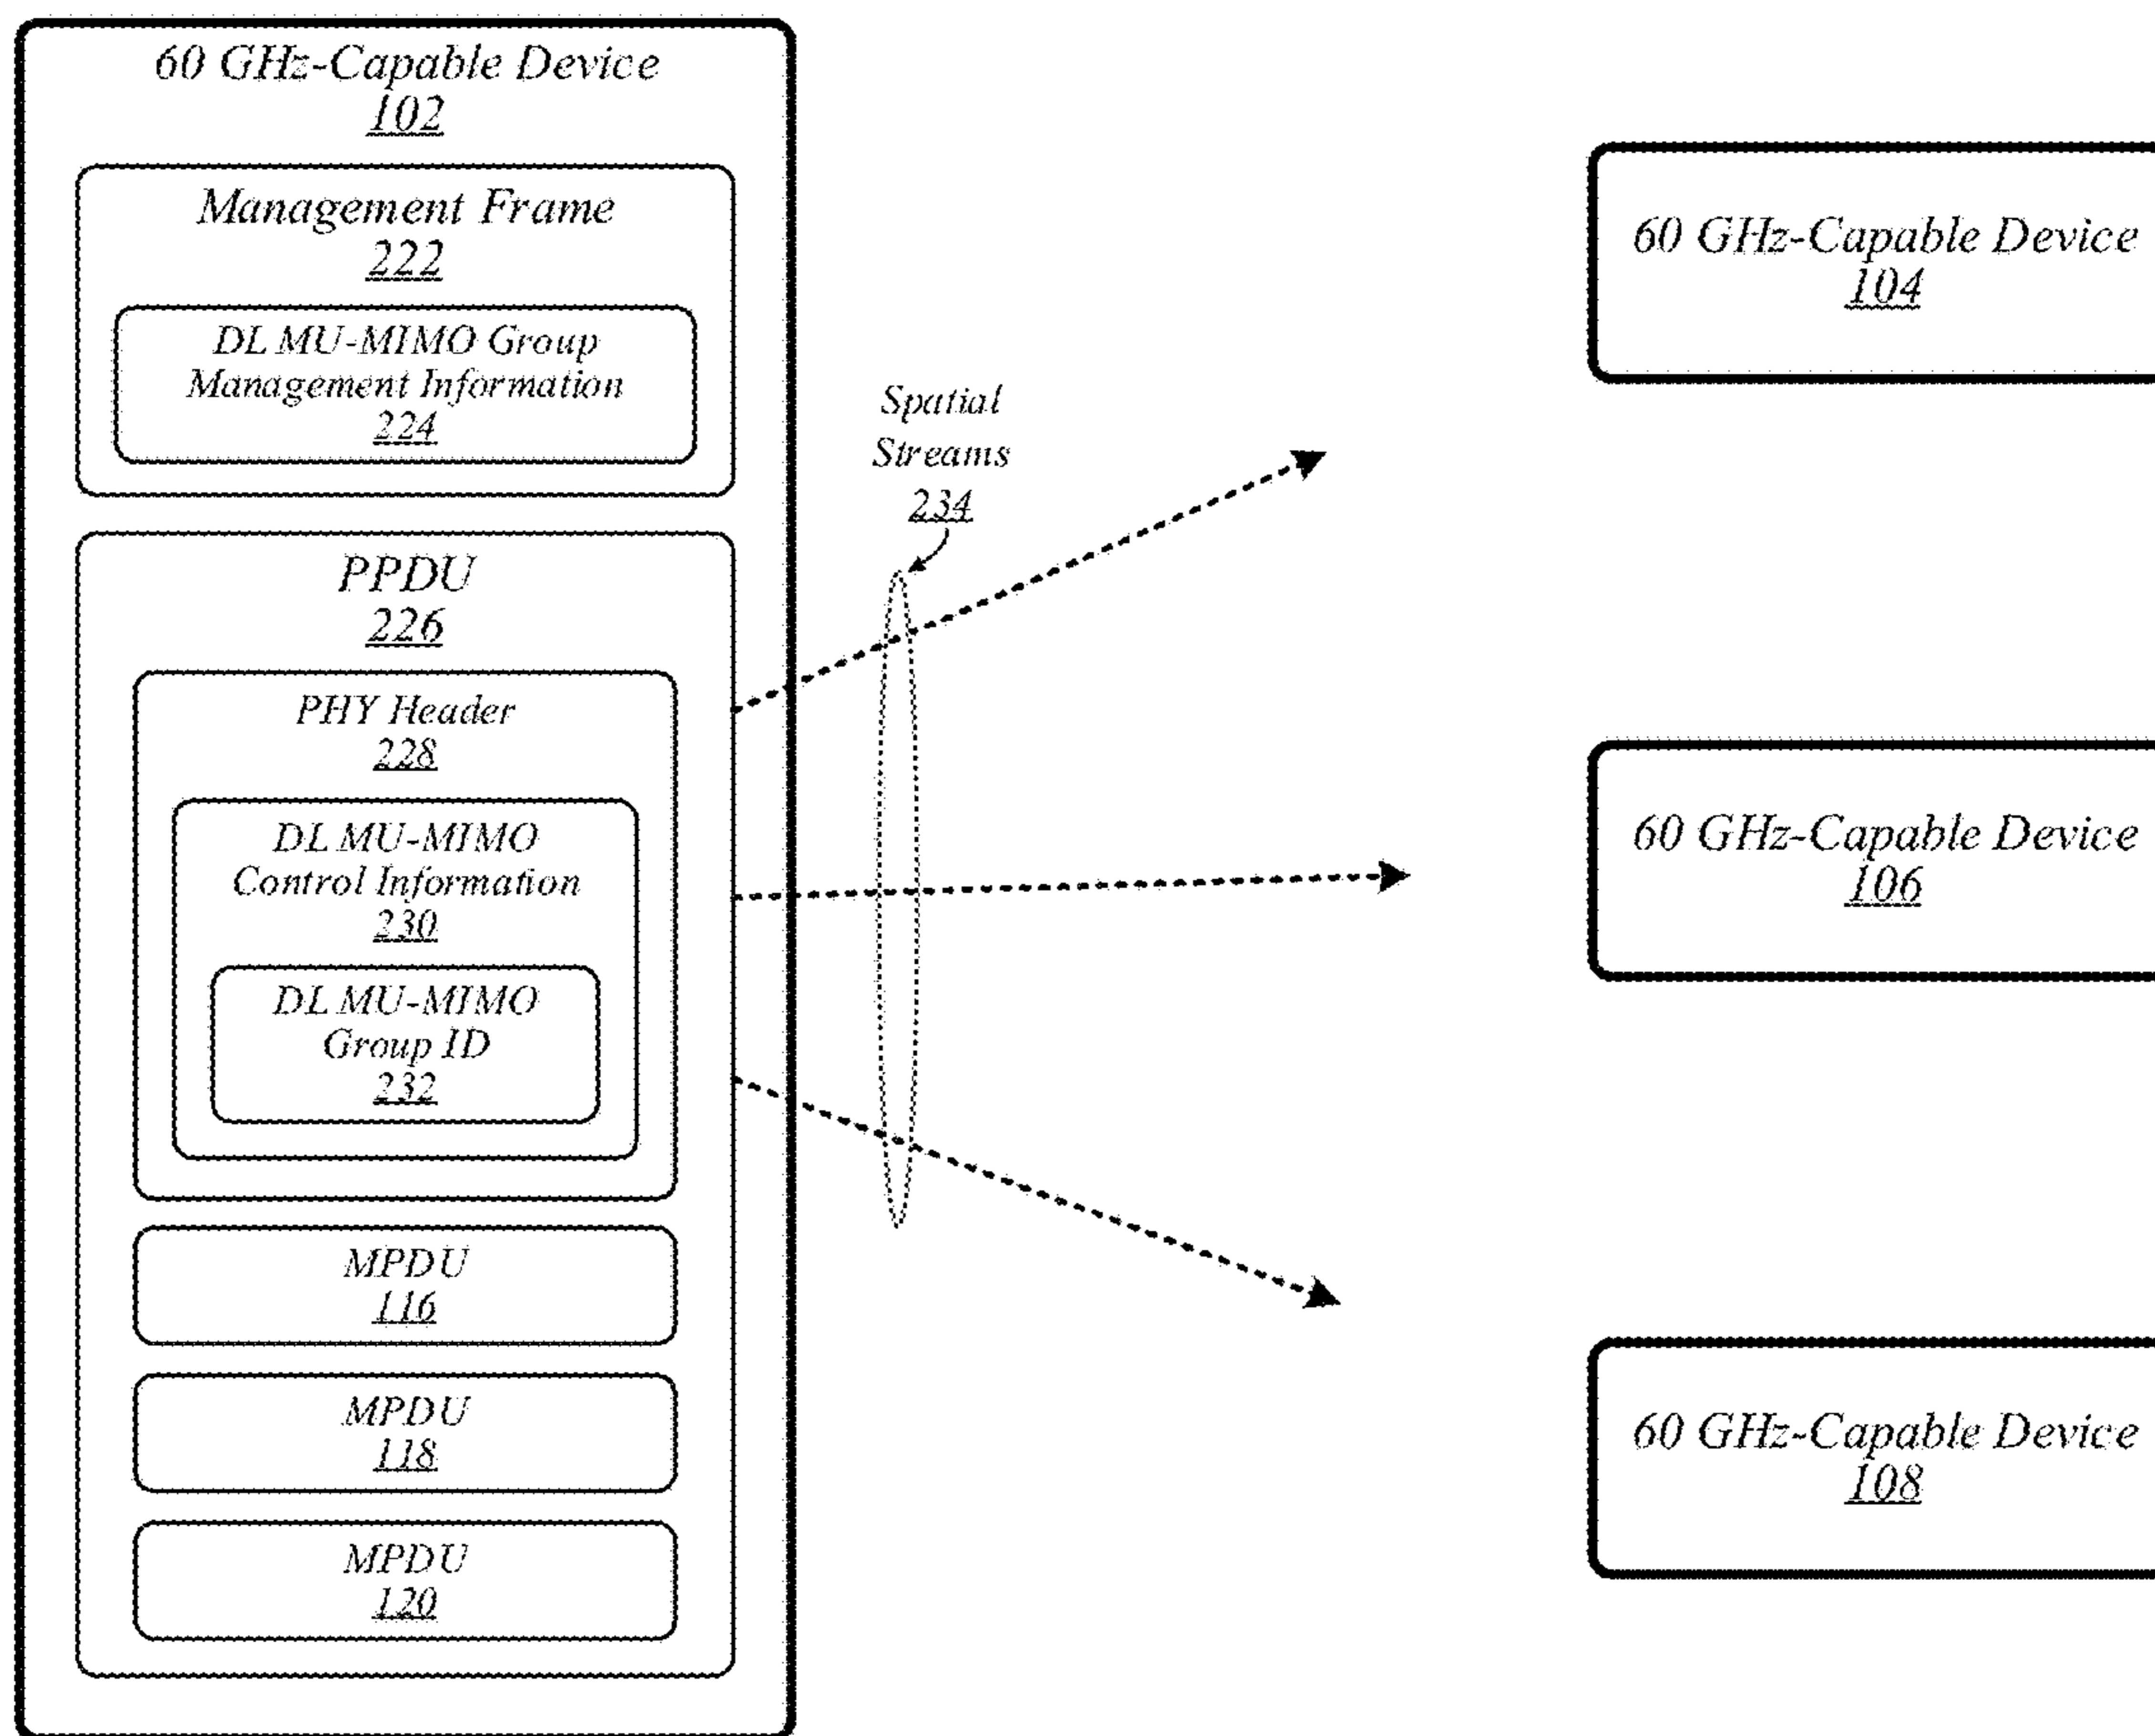 60 GHz-Capable Device
102
Management Frame
222
DL MU-MIMO Group
Management Information
224
PPDU
226
PHY Header
228
DL MU-MIMO
Control Information
230
DL MU-MIMO
Group ID
232
MPDU
116
MPDU
118
MPDU
120
Spatial
Streams
234
60 GHz-Capable Device
104
60 GHz-Capable Device
106
60 GHz-Capable Device
108